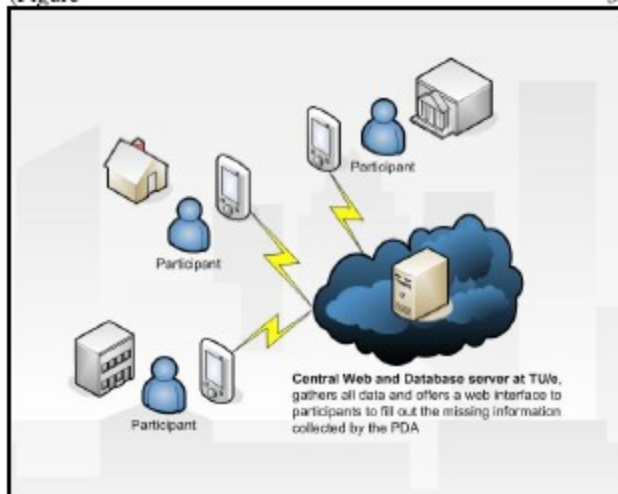 (Figure
Participant
Participant
Participant
Central Web and Database server at TU/e,
gathers all data and offers a web interface to
participants to fill out the missing information
collected by the PDA